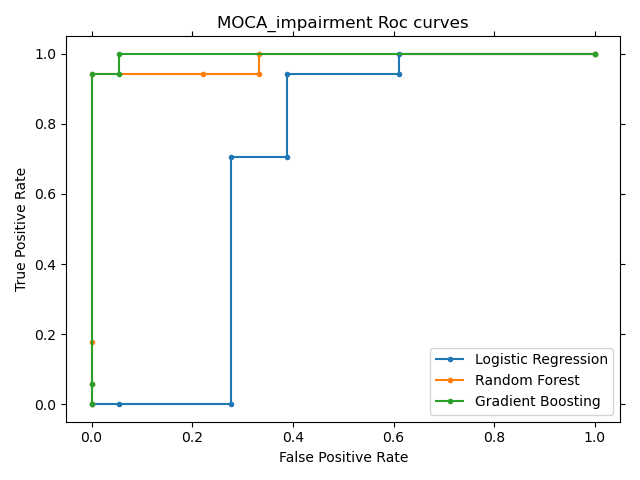 MOCA_impairment Roc curves
1.0
0.8
0.6
0.4
0.2
0.0
True Positive Rate
0.0 0.2 0.4 0.6 0.8 1.0
False Positive Rate
Logistic Regression
Random Forest
Gradient Boosting